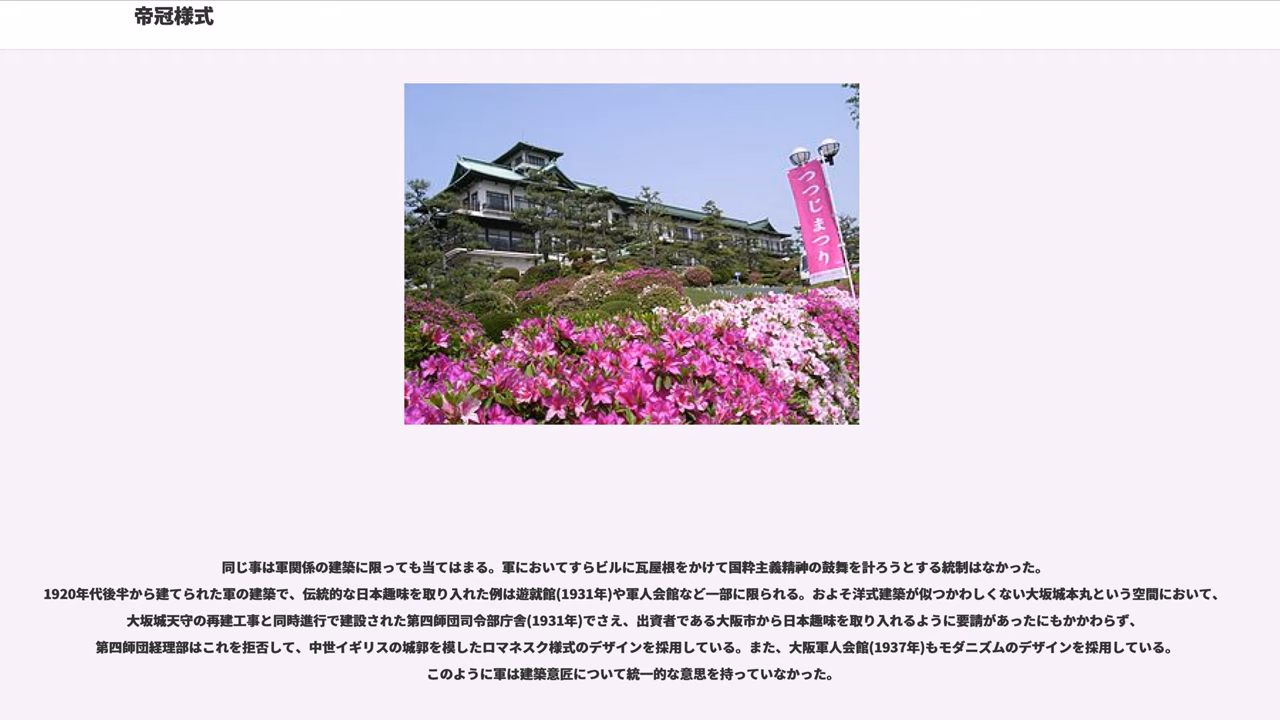 帝冠様式
つつじまつり
同じ事は軍関係の建築に限っても当てはまる。軍においてすらビルに瓦屋根をかけて国粋主義精神の鼓舞を計ろうとする統制はなかった。
1920年代後半から建てられた軍の建築で、伝統的な日本趣味を取り入れた例は遊就館(1931年)や軍人会館など一部に限られる。およそ洋式建築が似つかわしくない大坂城本丸という空間において、
大坂城天守の再建工事と同時進行で建設された第四師団司令部庁舎(1931年)でさえ、出資者である大阪市から日本趣味を取り入れるように要請があったにもかかわらず、
第四師団経理部はこれを拒否して、中世イギリスの城郭を模したロマネスク様式のデザインを採用している。また、大阪軍人会館(1937年)もモダニズムのデザインを採用している。
このように軍は建築意匠について統一的な意思を持っていなかった。